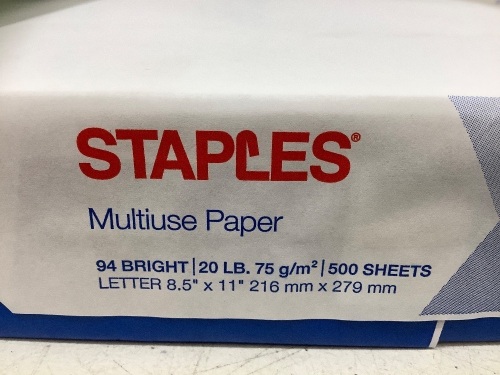 STAPLES®
Multiuse Paper
94 BRIGHT | 20 LB. 75 g/m² | 500 SHEETS
LETTER 8.5" x 11" 216 mm x 279 mm